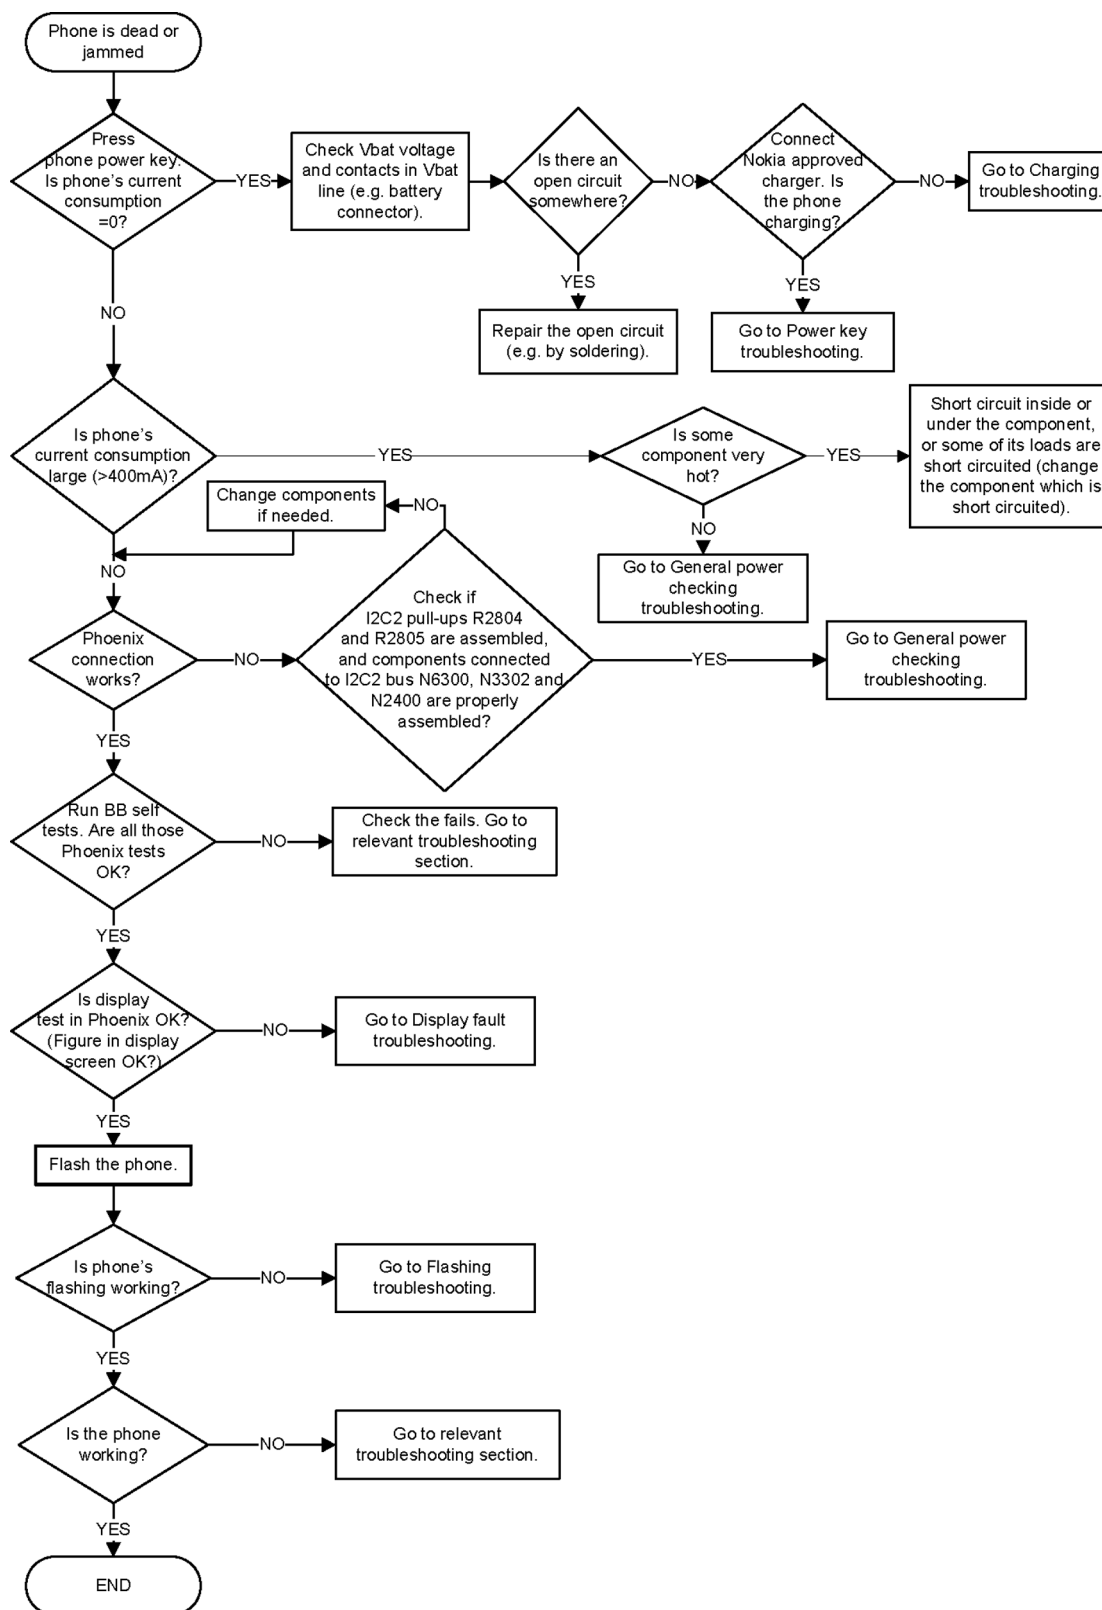 Phone is dead or
jammed
Press
phone power key.
Is phone's current
consumption
=0?
YES
Check Vbat voltage
and contacts in Vbat
line (e.g. battery
connector).
Is there an
open circuit
somewhere?
NO
Connect
Nokia approved
charger. Is
the phone
charging?
NO
Go to Charging
troubleshooting.
YES
Repair the open circuit
(e.g. by soldering).
YES
Go to Power key
troubleshooting.
NO
Is phone's
current consumption
large (>400mA)?
YES
Is some
component very
hot?
YES
Short circuit inside or
under the component,
or some of its loads are
short circuited (change
the component which is
short circuited).
NO
Go to General power
checking
troubleshooting.
Change components
if needed.
NO
NO
Phoenix
connection
works?
NO
Check if
I2C2 pull-ups R2804
and R2805 are assembled,
and components connected
to I2C2 bus N6300, N3302 and
N2400 are properly
assembled?
YES
Go to General power
checking
troubleshooting.
YES
Run BB self
tests. Are all those
Phoenix tests
OK?
NO
Check the fails. Go to
relevant troubleshooting
section.
YES
Is display
test in Phoenix OK?
(Figure in display
screen OK?)
NO
Go to Display fault
troubleshooting.
YES
Flash the phone.
Is phone's
flashing working?
NO
Go to Flashing
troubleshooting.
YES
Is the phone
working?
NO
Go to relevant
troubleshooting section.
YES
END